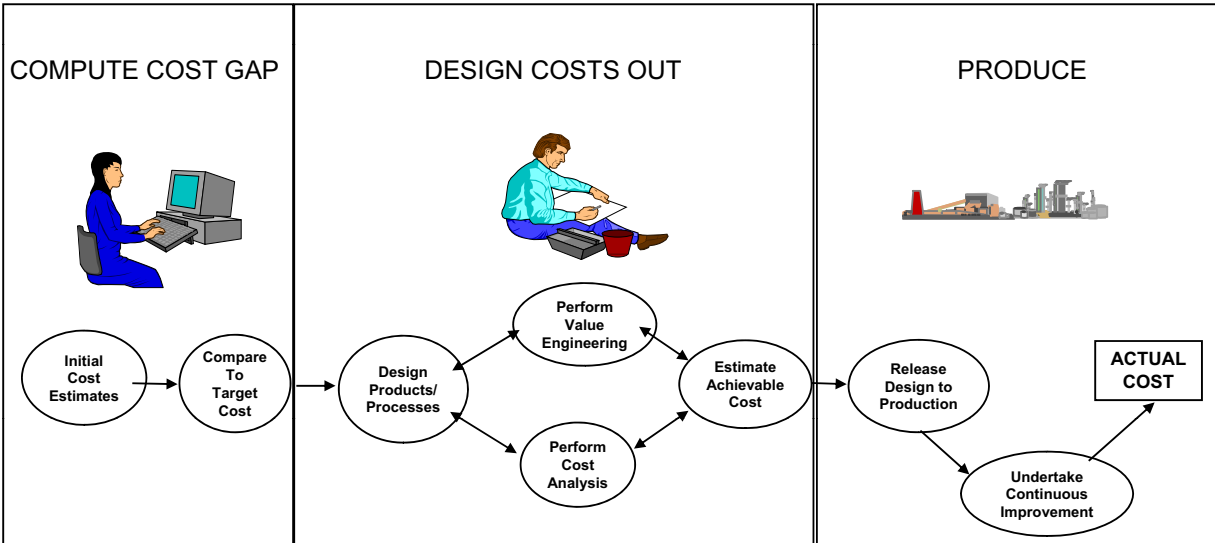 COMPUTE COST GAP
DESIGN COSTS OUT
PRODUCE
Initial
Cost
Estimates
Compare
To
Target
Cost
Design
Products/
Processes
Perform
Value
Engineering
Perform
Cost
Analysis
Estimate
Achievable
Cost
Release
Design to
Production
Undertake
Continuous
Improvement
ACTUAL
COST